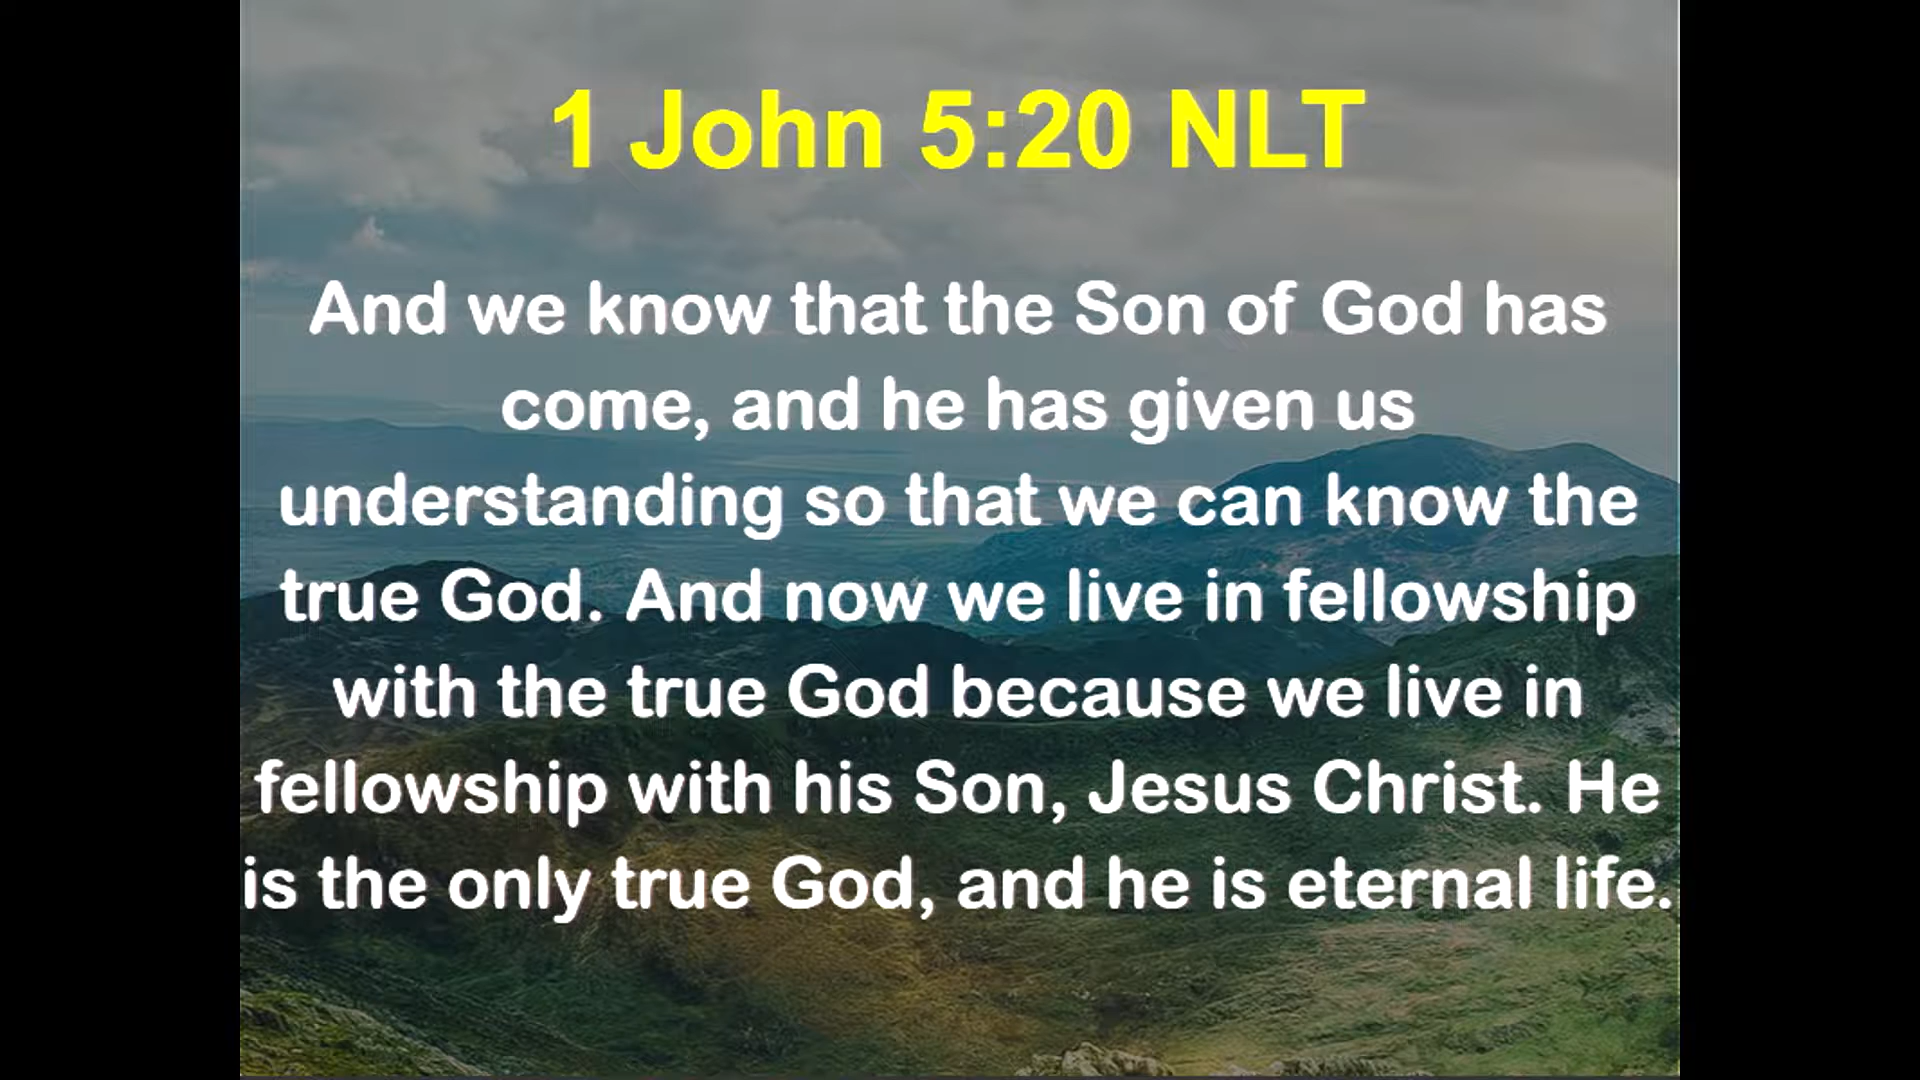 1 John 5:20 NLT
And we know that the Son of God has
come, and he has given us
understanding so that we can know the
true God. And now we live in fellowship
with the true God because we live in
fellowship with his Son, Jesus Christ. He
is the only true God, and he is eternal life.